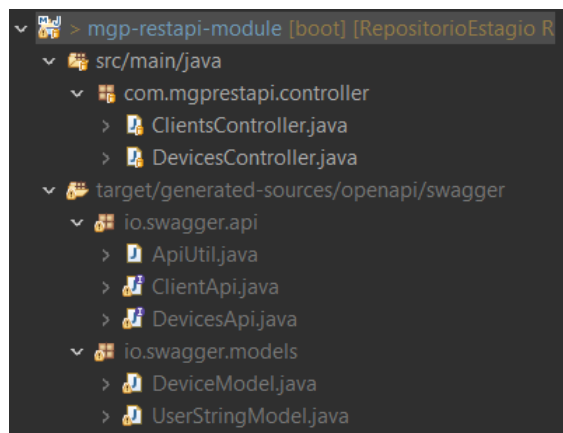 > mgp-restapi-module [boot] [RepositorioEstagio R
src/main/java
com.mgprestapi.controller
ClientsController.java
DevicesController.java
target/generated-sources/openapi/swagger
io.swagger.api
ApiUtil.java
ClientApi.java
DevicesApi.java
io.swagger.models
DeviceModel.java
UserStringModel.java